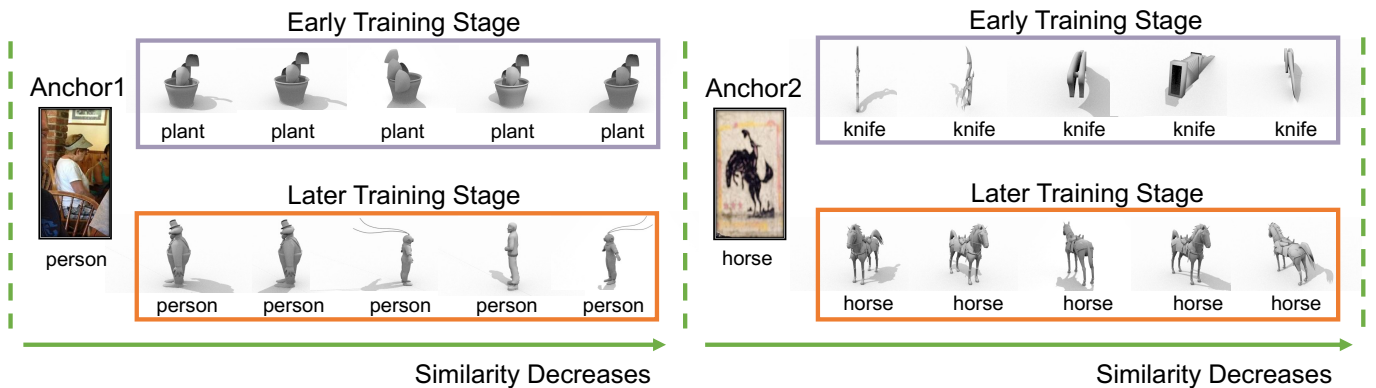 Early Training Stage
Anchor1
plant plant plant plant plant
Later Training Stage
person
person person person person person
Similarity Decreases
Early Training Stage
Anchor2
knife knife knife knife knife
Later Training Stage
horse
horse horse horse horse horse
Similarity Decreases